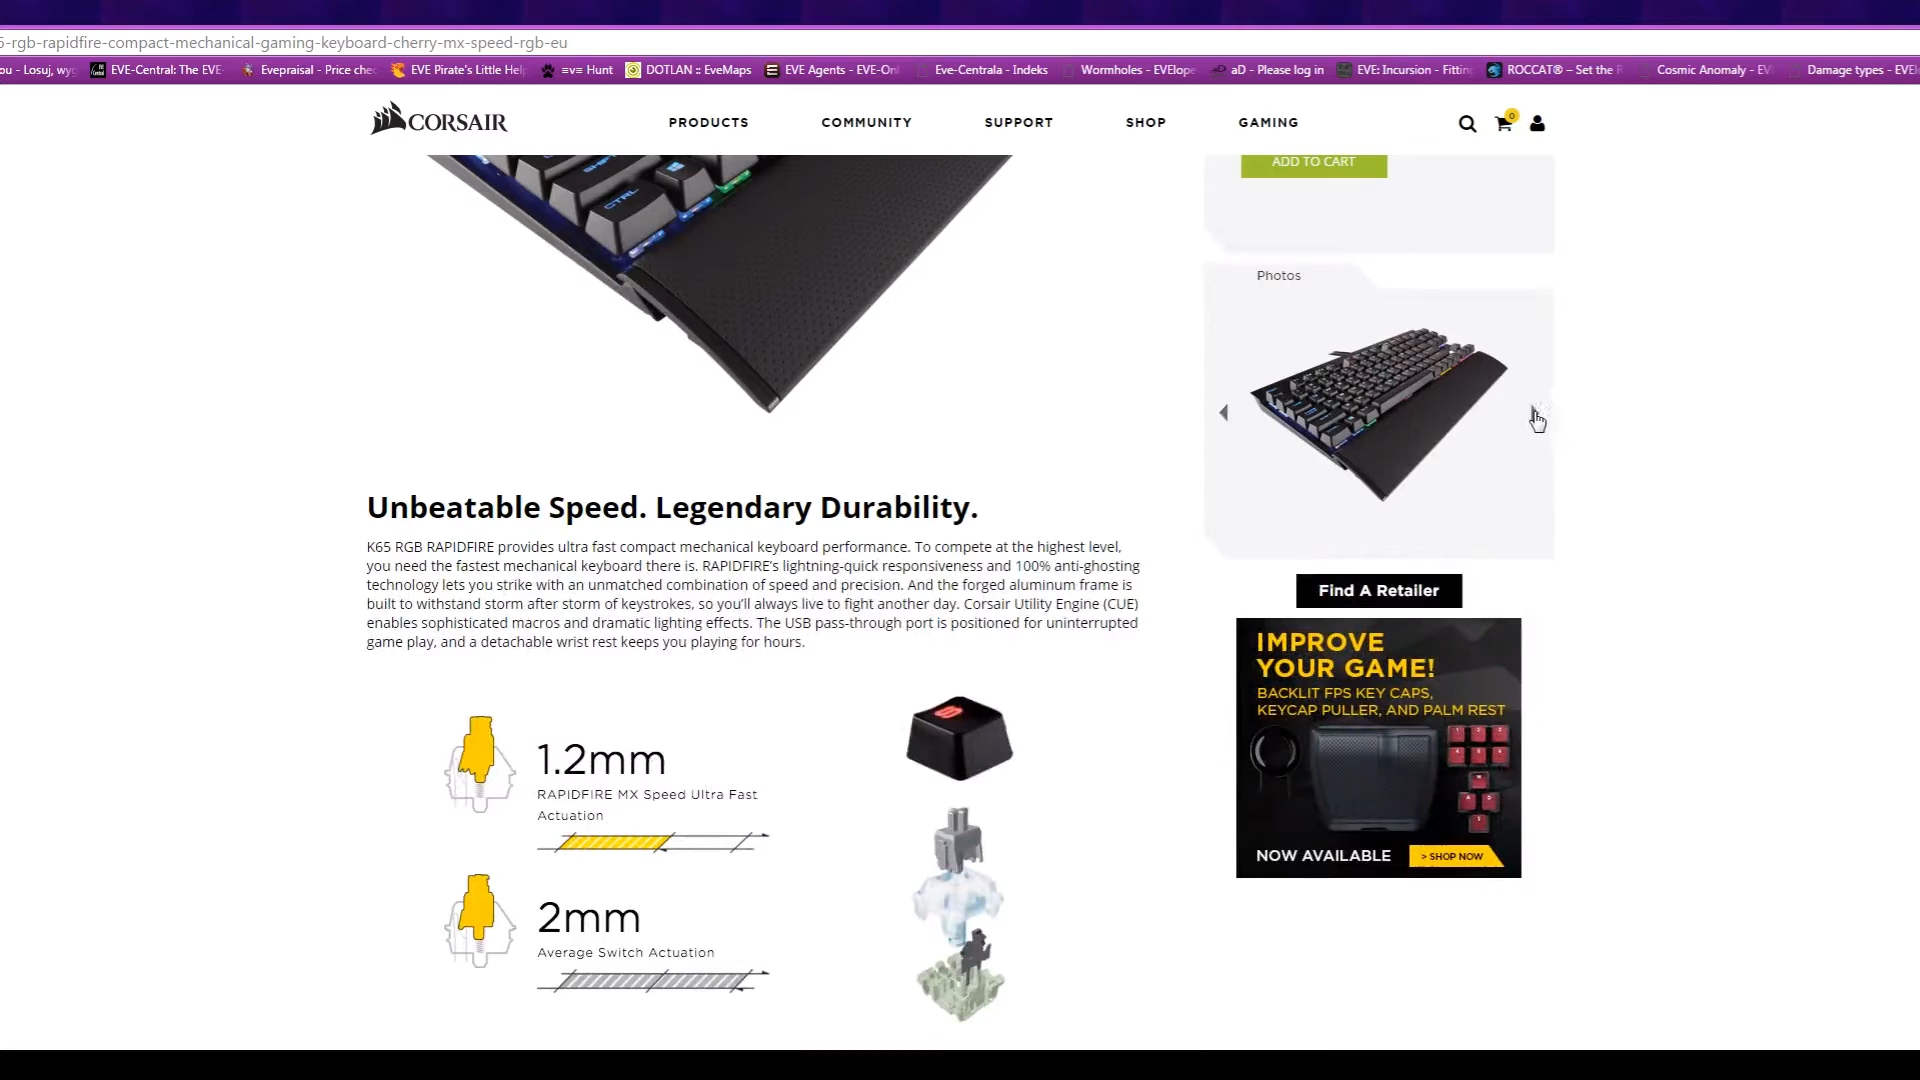 5-rgb-rapidfire-compact-mechanical-gaming-keyboard-cherry-mx-speed-rgb-eu
ou - Losuj, wyg EVE-Central: The EVE Evepraisal - Price chec EVE Pirate's Little Help =v= Hunt DOTLAN :: EveMaps EVE Agents - EVE-Onl Eve-Centrala - Indeks Wormholes - EVElope aD - Please log in EVE: Incursion - Fittin ROCCAT® – Set the R Cosmic Anomaly - EV Damage types - EVEl
CORSAIR PRODUCTS COMMUNITY SUPPORT SHOP GAMING 0
ADD TO CART
SHIFT
CTRL
Photos
Unbeatable Speed. Legendary Durability.
K65 RGB RAPIDFIRE provides ultra fast compact mechanical keyboard performance. To compete at the highest level,
you need the fastest mechanical keyboard there is. RAPIDFIRE's lightning-quick responsiveness and 100% anti-ghosting
technology lets you strike with an unmatched combination of speed and precision. And the forged aluminum frame is
built to withstand storm after storm of keystrokes, so you'll always live to fight another day. Corsair Utility Engine (CUE)
enables sophisticated macros and dramatic lighting effects. The USB pass-through port is positioned for uninterrupted
game play, and a detachable wrist rest keeps you playing for hours.
1.2mm
RAPIDFIRE MX Speed Ultra Fast
Actuation
2mm
Average Switch Actuation
Find A Retailer
IMPROVE
YOUR GAME!
BACKLIT FPS KEY CAPS,
KEYCAP PULLER, AND PALM REST
NOW AVAILABLE > SHOP NOW